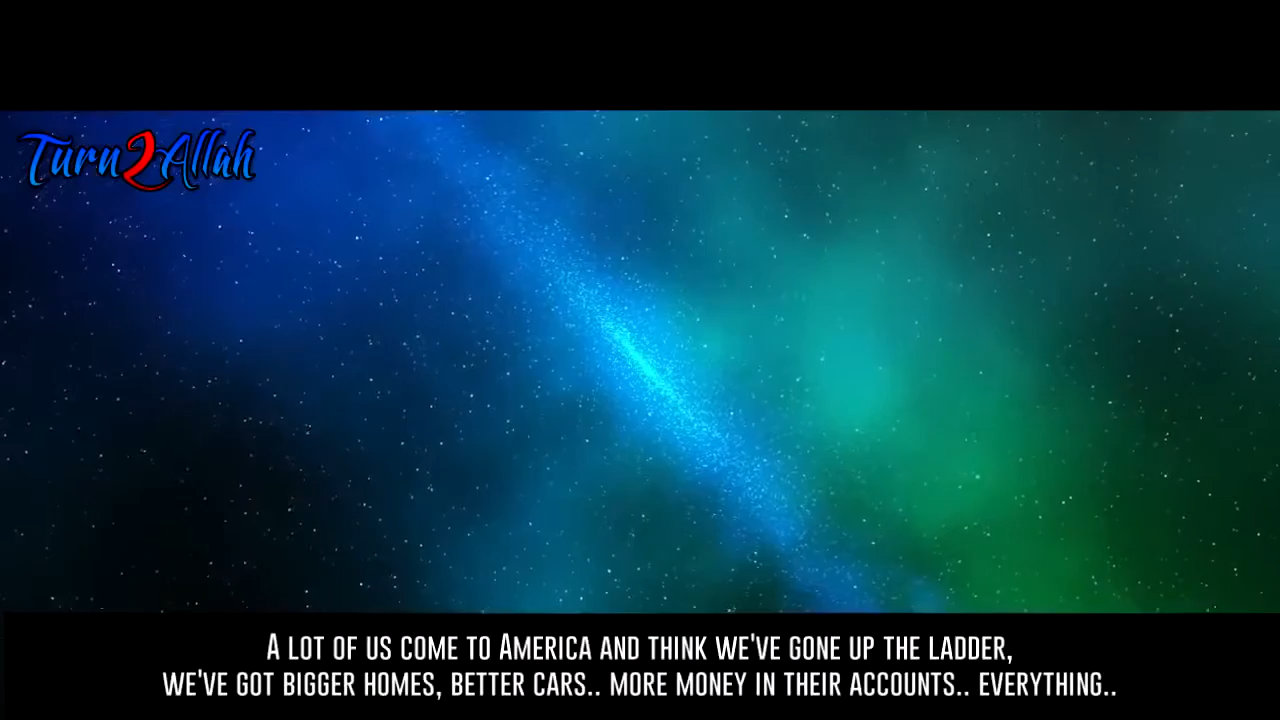 Turn2Allah
A LOT OF US COME TO AMERICA AND THINK WE'VE GONE UP THE LADDER,
WE'VE GOT BIGGER HOMES, BETTER CARS.. MORE MONEY IN THEIR ACCOUNTS.. EVERYTHING..